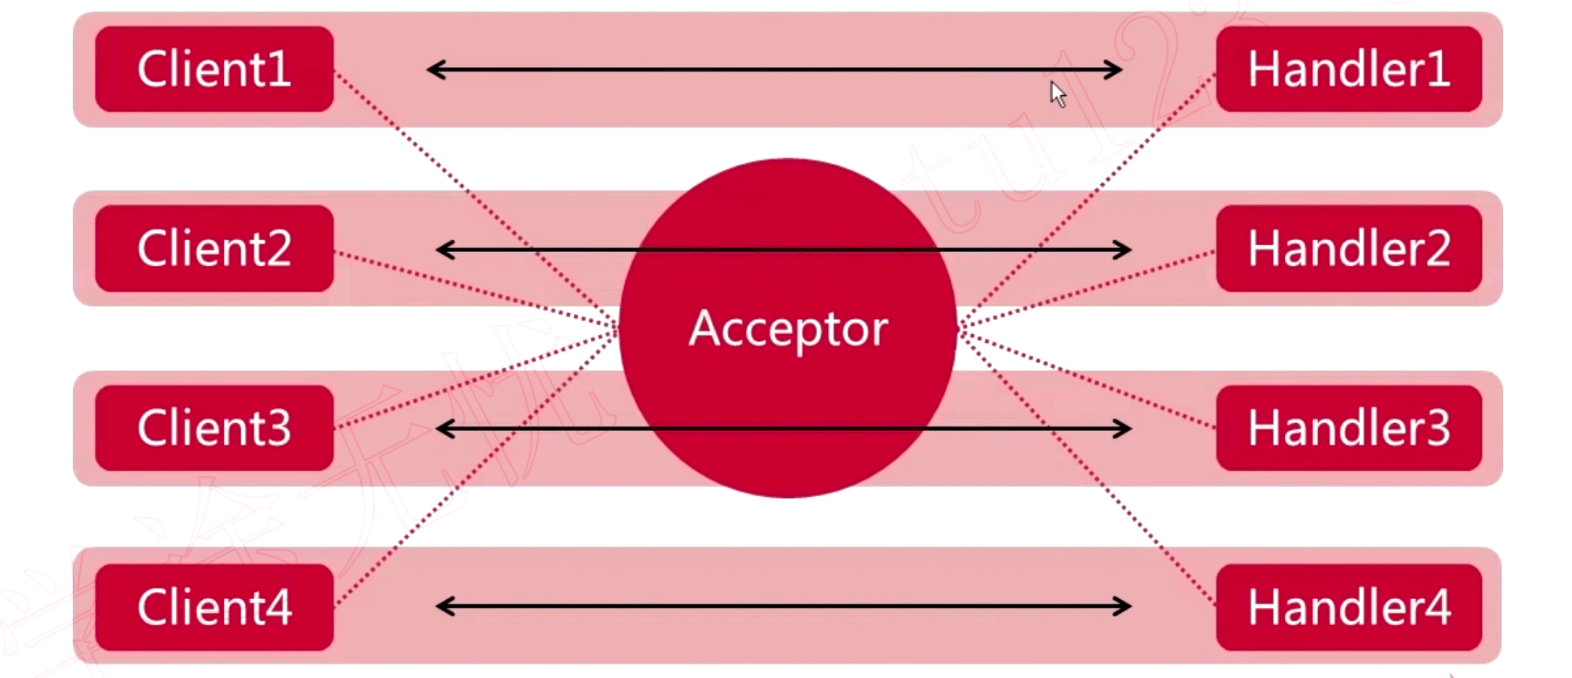 Client1
Handler1
Client2
Handler2
Acceptor
Client3
Handler3
Client4
Handler4